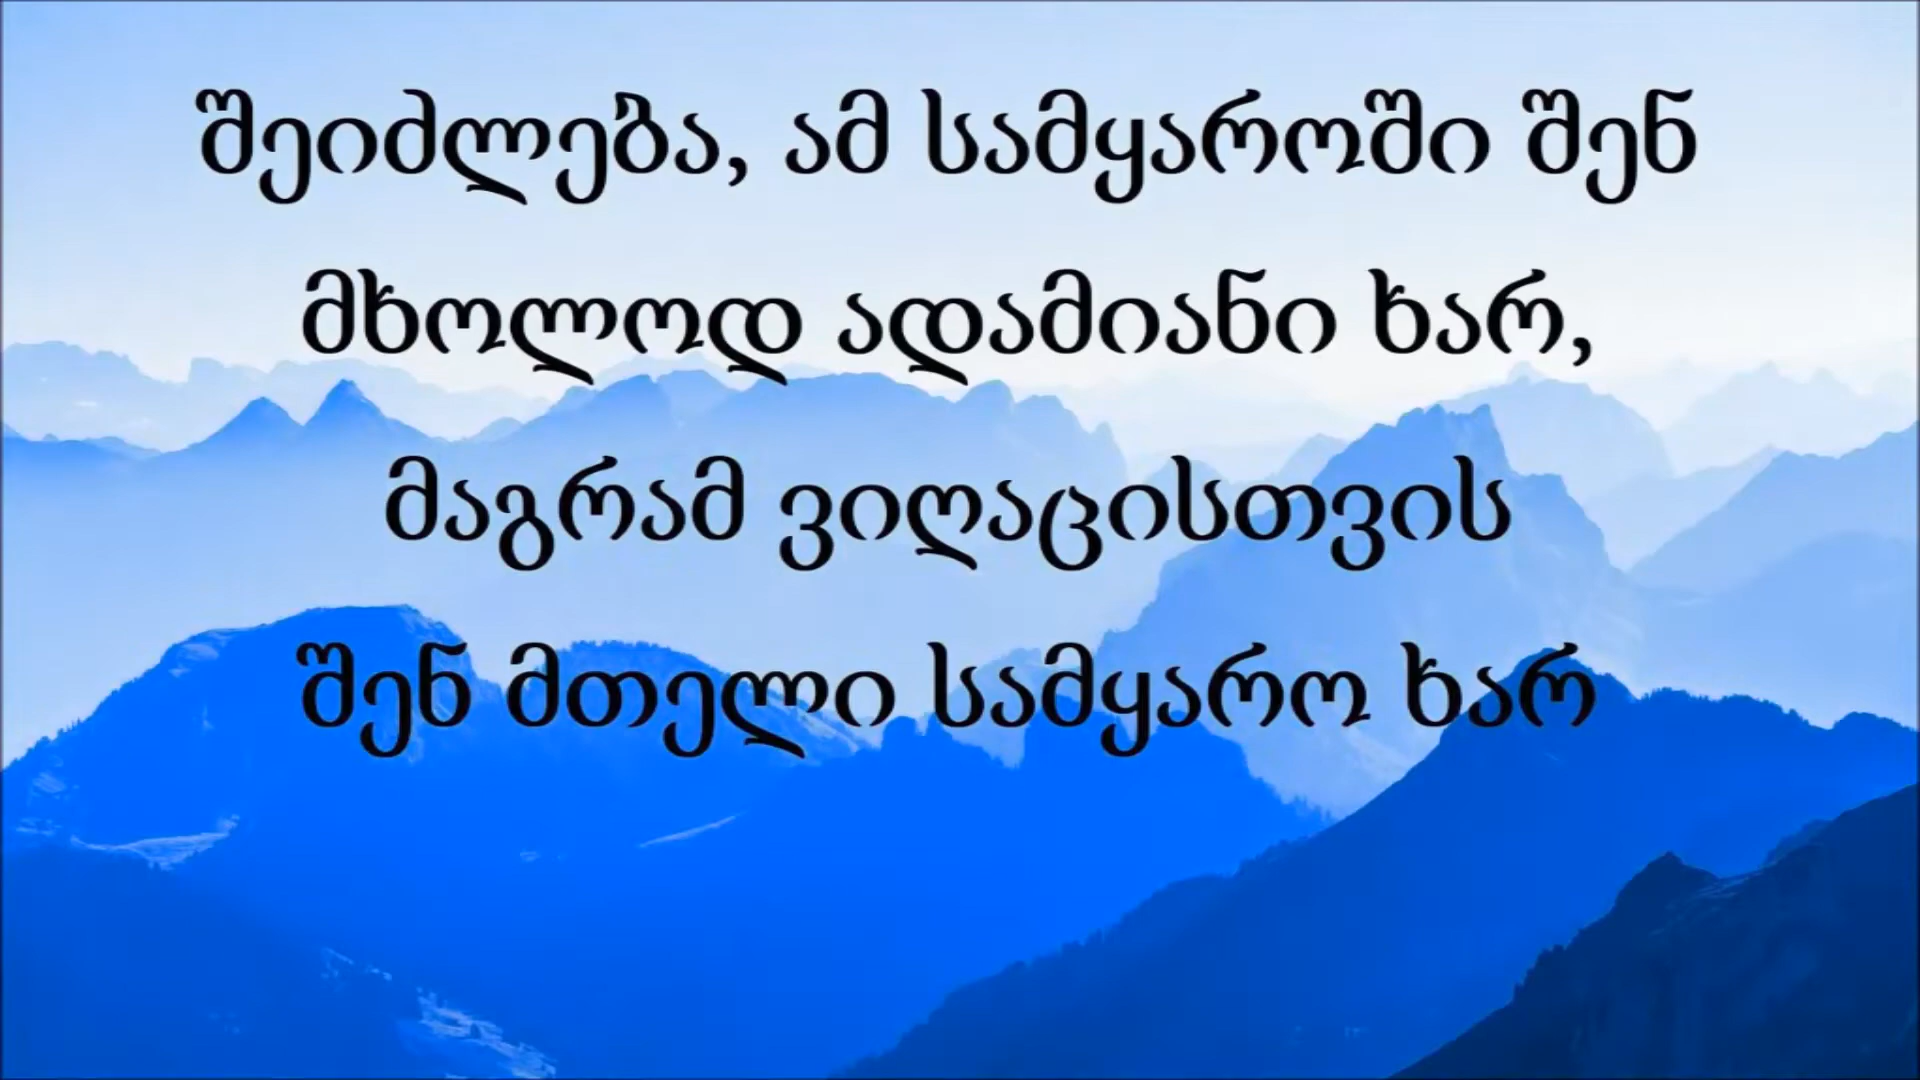 შეიძლება, ამ სამყაროში შენ
მხოლოდ ადამიანი ხარ,
მაგრამ ვიღაცისთვის
შენ მთელი სამყარო ხარ